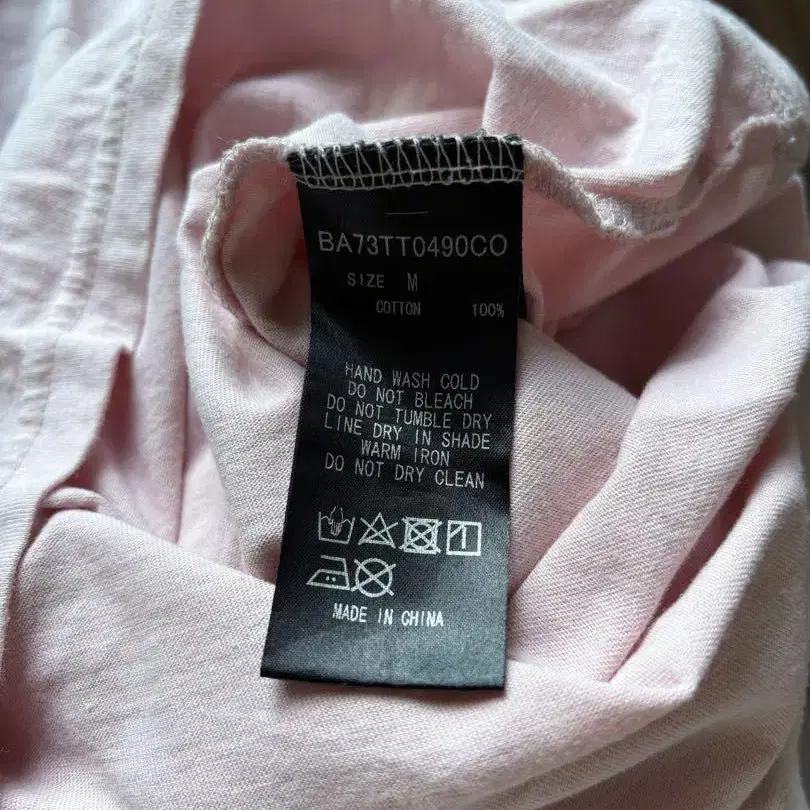 BA73TT0490CO
SIZE M
COTTON 100%
HAND WASH COLD
DO NOT BLEACH
DO NOT TUMBLE DRY
LINE DRY IN SHADE
WARM IRON
DO NOT DRY CLEAN
MADE IN CHINA